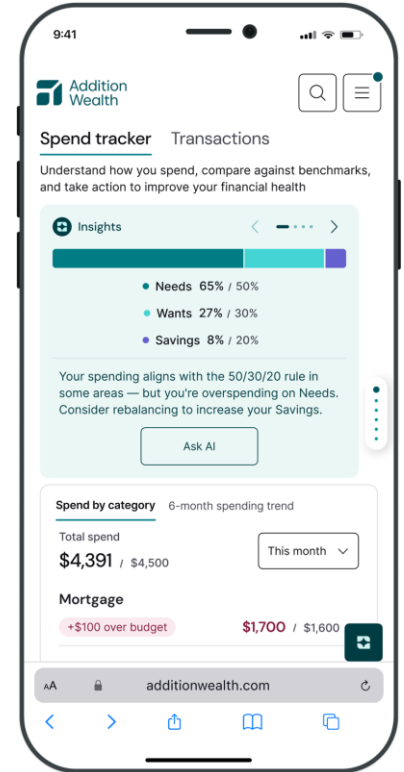 9:41
Addition
Wealth
Spend tracker Transactions
Understand how you spend, compare against benchmarks,
and take action to improve your financial health
Insights
Needs 65% / 50%
Wants 27% / 30%
Savings 8% / 20%
Your spending aligns with the 50/30/20 rule in
some areas — but you're overspending on Needs.
Consider rebalancing to increase your Savings.
Ask AI
Spend by category 6-month spending trend
Total spend
$4,391 / $4,500
This month
Mortgage
+$100 over budget $1,700 / $1,600
AA additionwealth.com